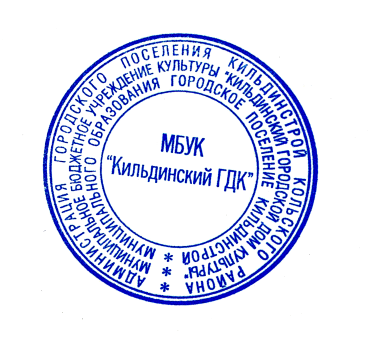 АДМИНИСТРАЦИЯ ГОРОДСКОГО ПОСЕЛЕНИЯ КИЛЬДИНСТРОЙ КОЛЬСКОГО РАЙОНА *
МУНИЦИПАЛЬНОЕ БЮДЖЕТНОЕ УЧРЕЖДЕНИЕ КУЛЬТУРЫ "КИЛЬДИНСКИЙ ГОРОДСКОЙ ДОМ КУЛЬТУРЫ" *
МУНИЦИПАЛЬНОГО ОБРАЗОВАНИЯ ГОРОДСКОЕ ПОСЕЛЕНИЕ КИЛЬДИНСТРОЙ *
МБУК
"Кильдинский ГДК"